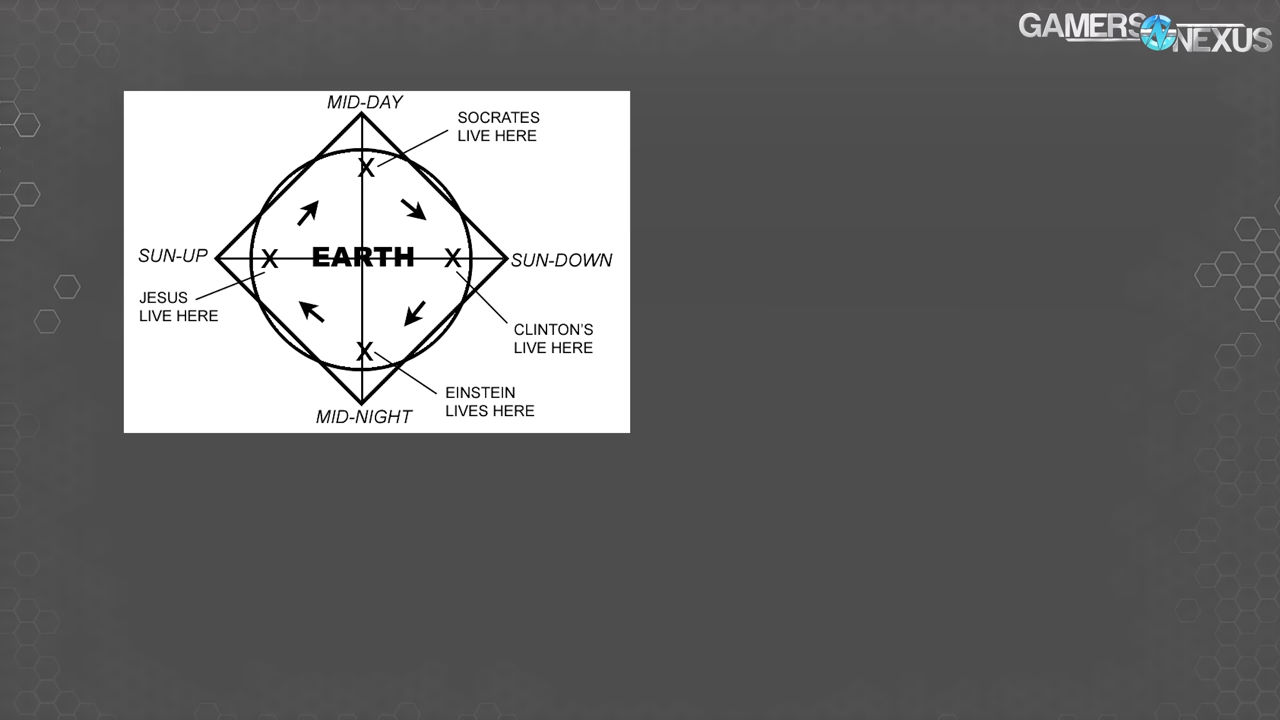 GAMERS NEXUS
MID-DAY
SOCRATES
LIVE HERE
SUN-UP
EARTH
SUN-DOWN
JESUS
LIVE HERE
CLINTON'S
LIVE HERE
EINSTEIN
LIVES HERE
MID-NIGHT
X
X
X
X